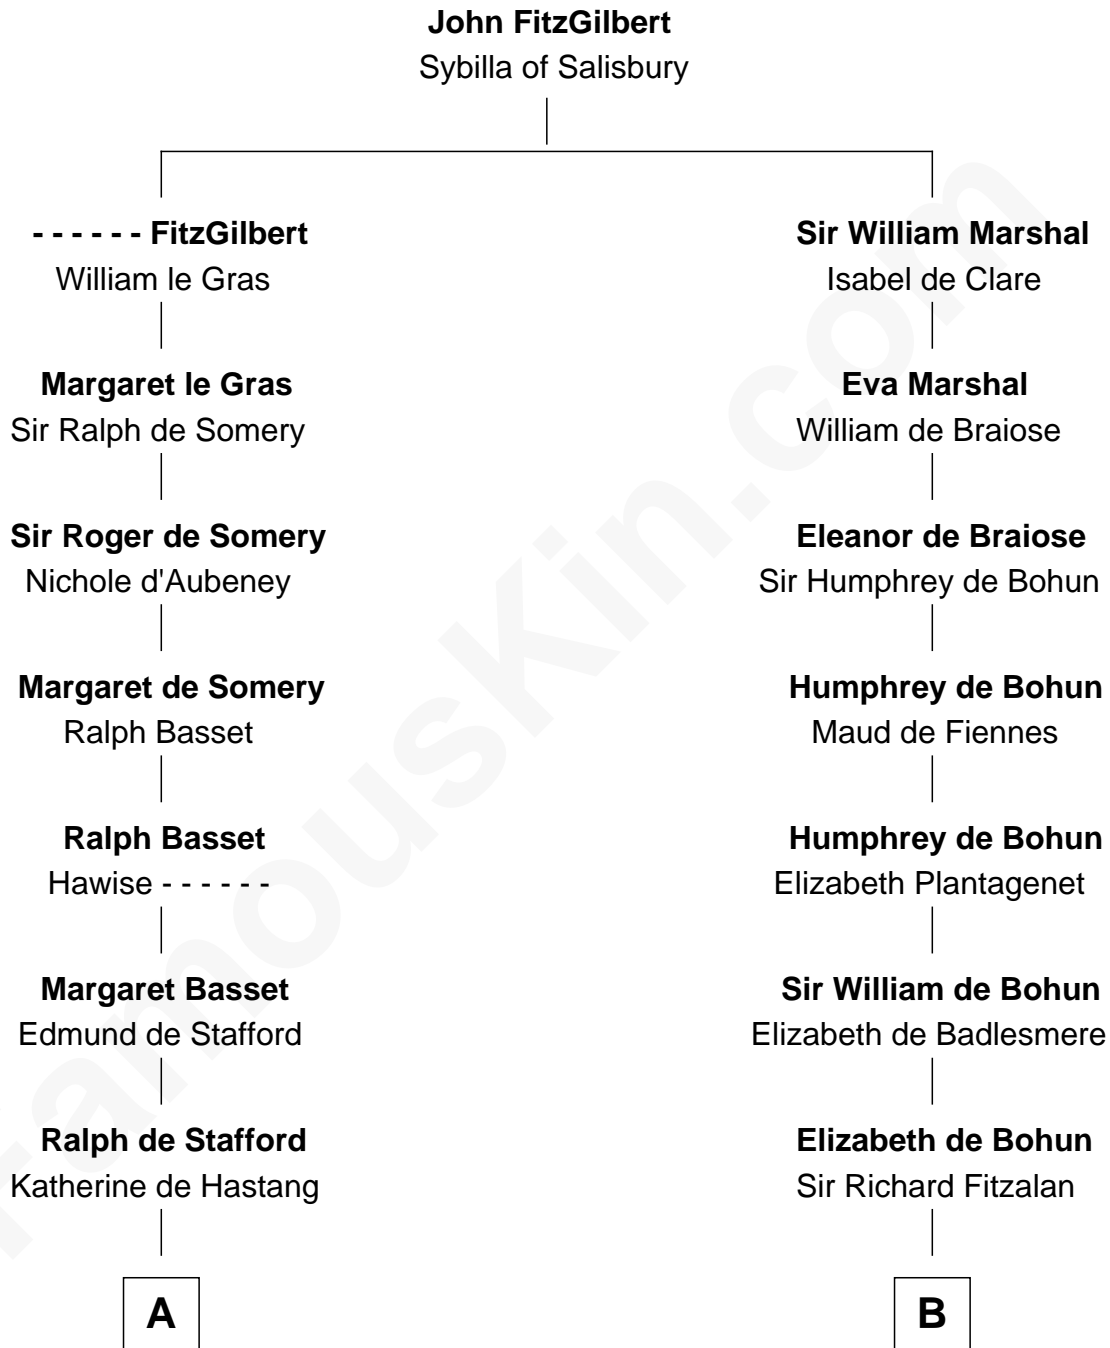 John FitzGilbert
Sybilla of Salisbury
- - - - - - FitzGilbert
William le Gras
Sir William Marshal
Isabel de Clare
Margaret le Gras
Sir Ralph de Somery
Eva Marshal
William de Braiose
Sir Roger de Somery
Nichole d'Aubeney
Eleanor de Braiose
Sir Humphrey de Bohun
Margaret de Somery
Ralph Basset
Humphrey de Bohun
Maud de Fiennes
Ralph Basset
Hawise - - - - - -
Humphrey de Bohun
Elizabeth Plantagenet
Margaret Basset
Edmund de Stafford
Sir William de Bohun
Elizabeth de Badlesmere
Ralph de Stafford
Katherine de Hastang
Elizabeth de Bohun
Sir Richard Fitzalan
A
B
FamousKin.com